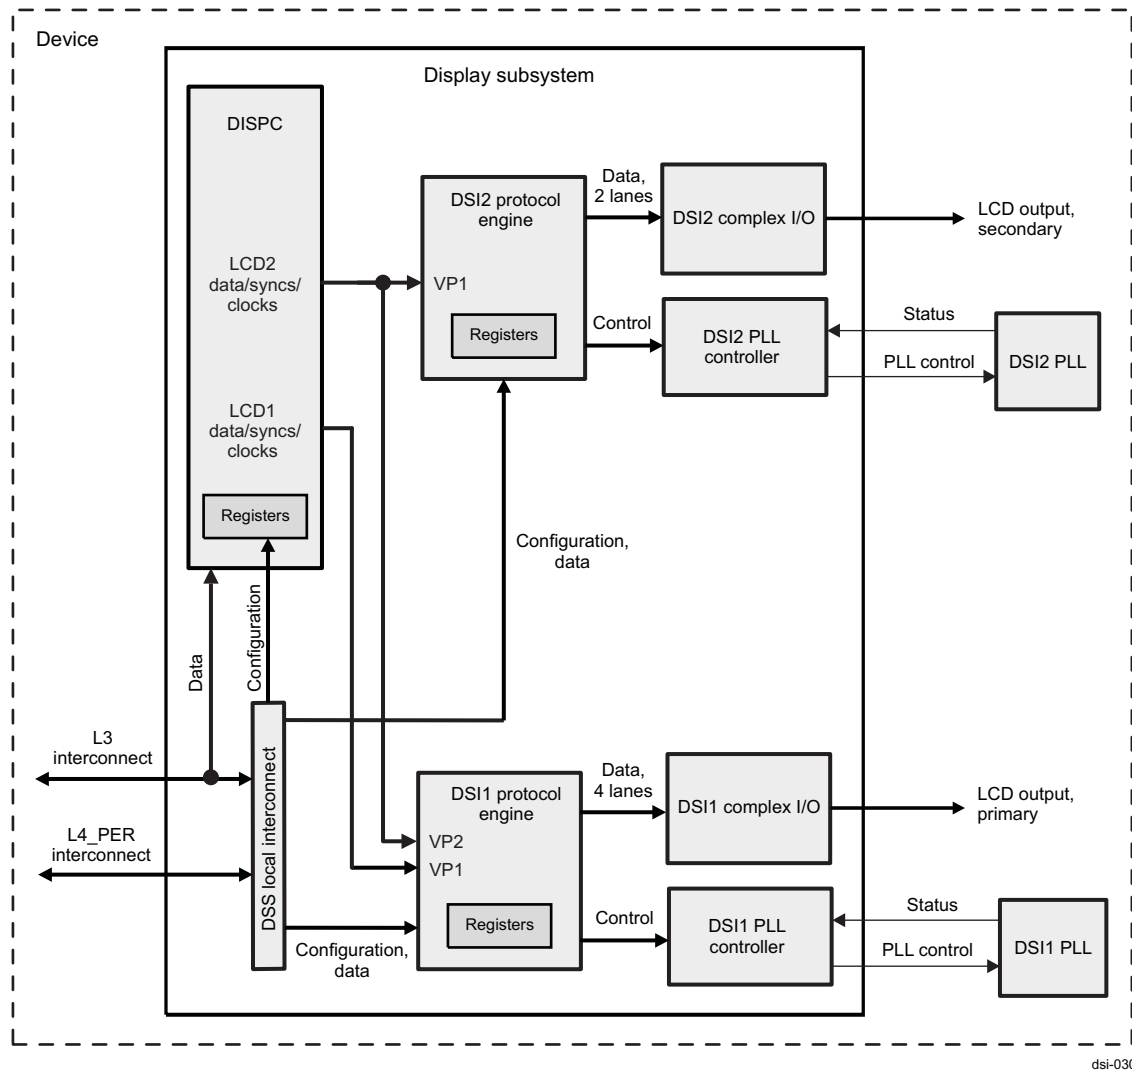 Device
Display subsystem
DISPC
LCD2
data/syncs/
clocks
LCD1
data/syncs/
clocks
Registers
DSI2 protocol
engine
VP1
Registers
Data,
2 lanes
DSI2 complex I/O
LCD output,
secondary
Control
DSI2 PLL
controller
Status
PLL control
DSI2 PLL
Configuration,
data
Data
Configuration
L3
interconnect
L4_PER
interconnect
DSS local interconnect
Configuration,
data
DSI1 protocol
engine
VP2
VP1
Registers
Data,
4 lanes
DSI1 complex I/O
LCD output,
primary
Control
DSI1 PLL
controller
Status
PLL control
DSI1 PLL
dsi-030